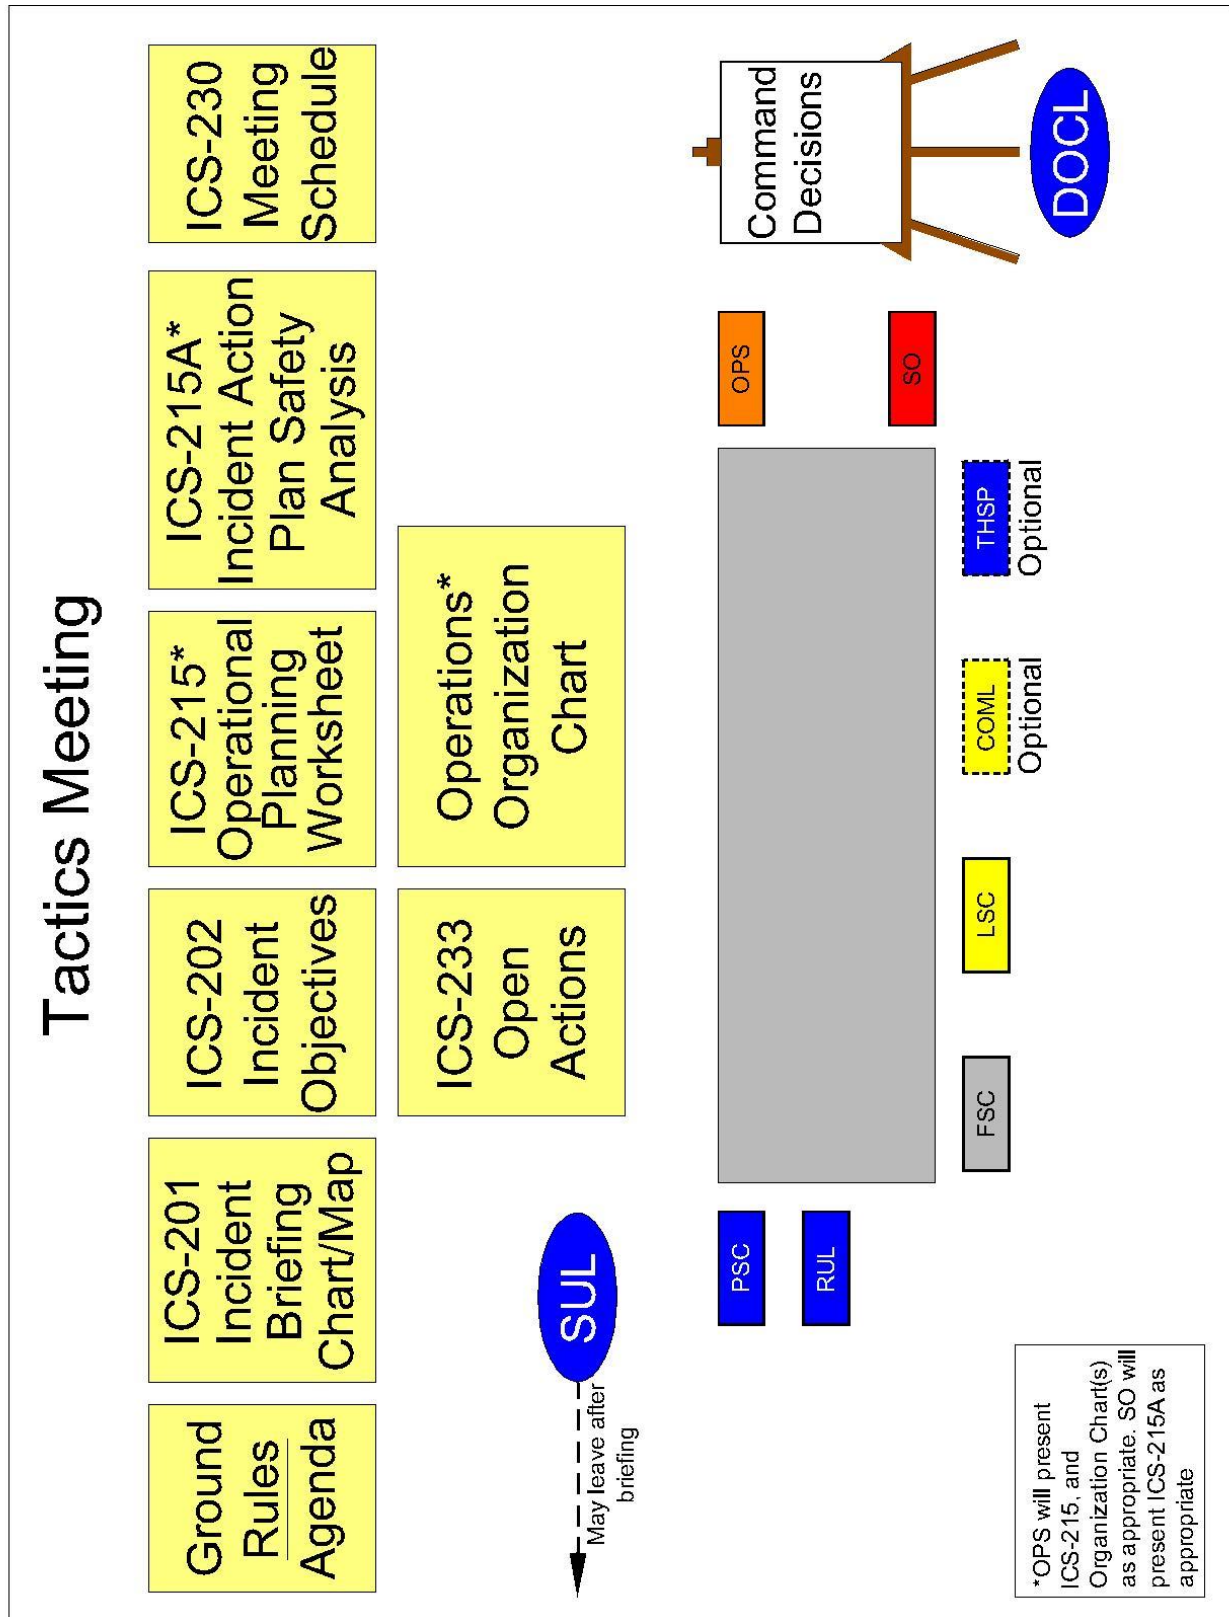 Tactics Meeting
Ground
Rules
Agenda
ICS-201
Incident
Briefing
Chart/Map
ICS-202
Incident
Objectives
ICS-215*
Operational
Planning
Worksheet
ICS-215A*
Incident Action
Plan Safety
Analysis
ICS-230
Meeting
Schedule
ICS-233
Open
Actions
Operations*
Organization
Chart
SUL
May leave after
briefing
Command
Decisions
DOCL
PSC
RUL
OPS
SO
FSC
LSC
COML
Optional
THSP
Optional
*OPS will present
ICS-215, and
Organization Chart(s)
as appropriate. SO will
present ICS-215A as
appropriate